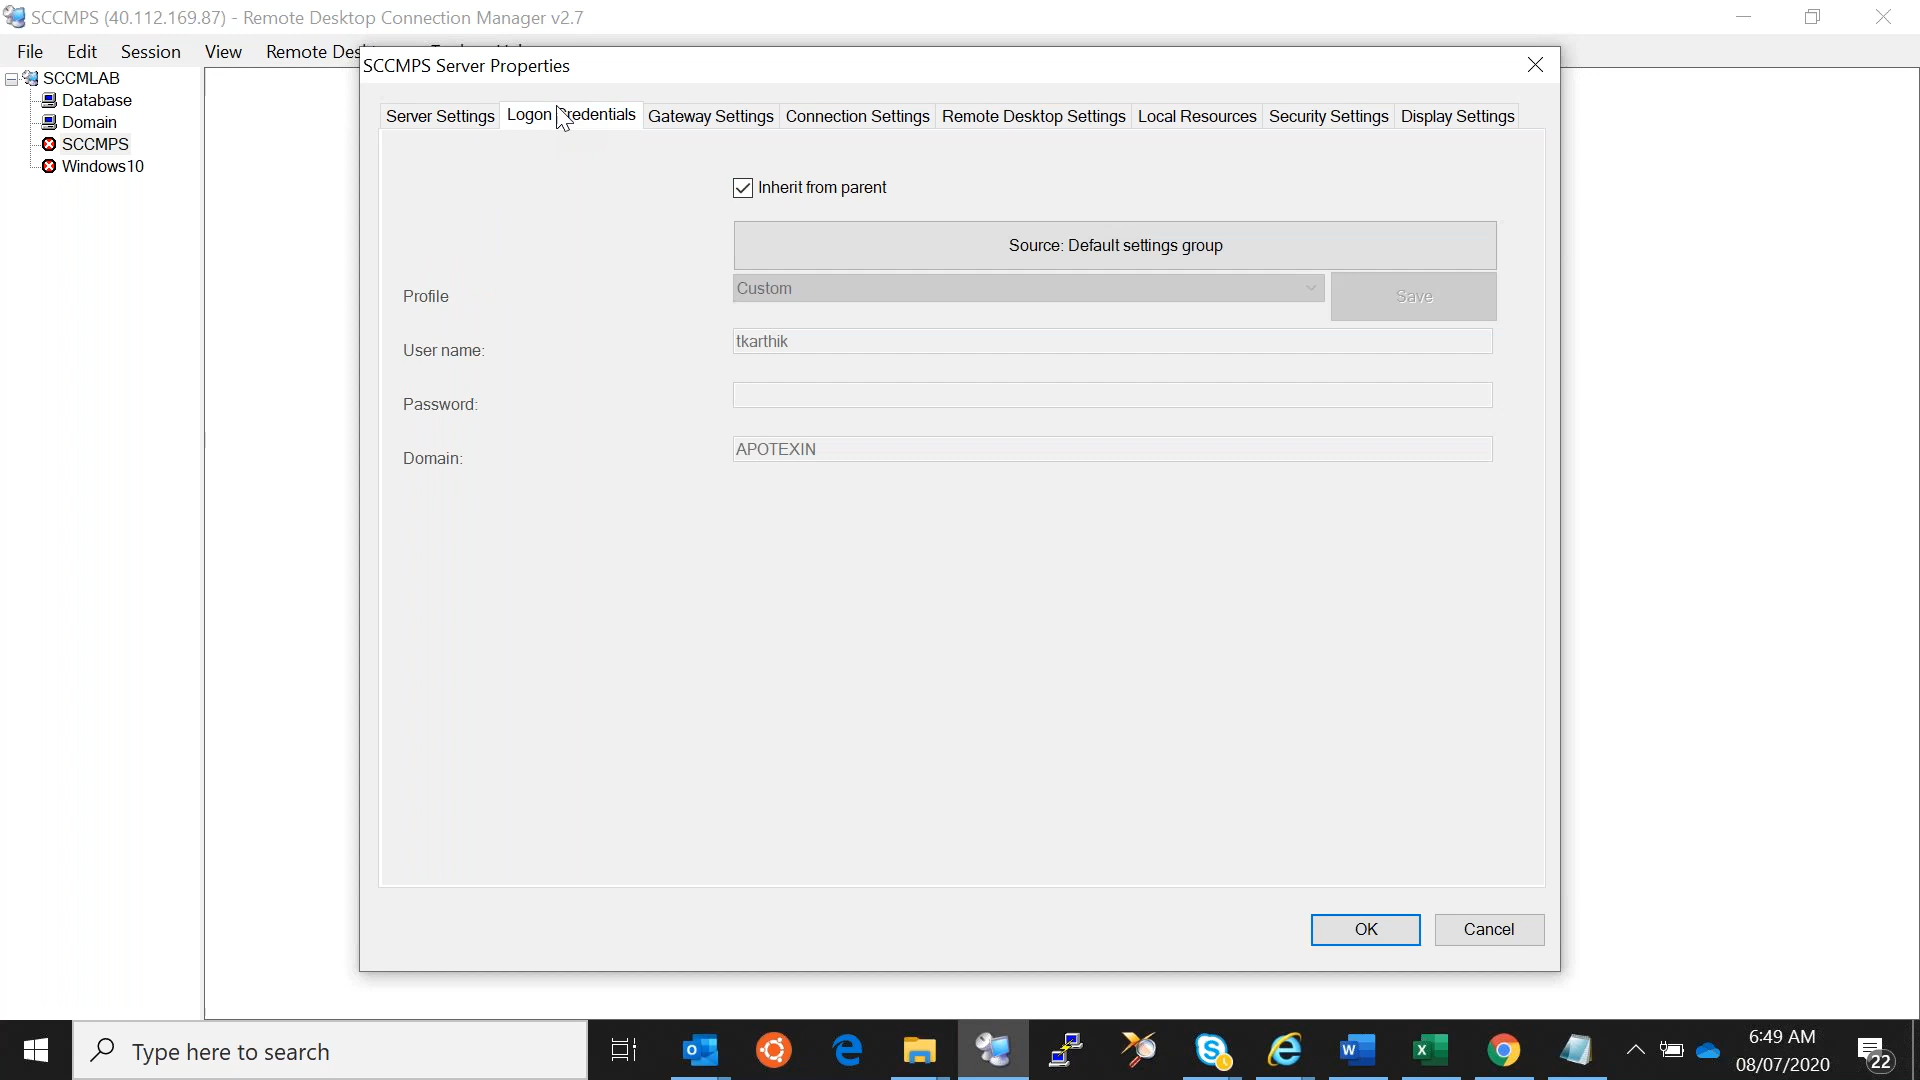 SCCMPS (40.112.169.87) - Remote Desktop Connection Manager v2.7
File Edit Session View Remote Des
SCCMLAB
Database
Domain
SCCMPS
Windows10
SCCMPS Server Properties
Server Settings Logon Credentials Gateway Settings Connection Settings Remote Desktop Settings Local Resources Security Settings Display Settings
Inherit from parent
Source: Default settings group
Profile Custom Save
User name: tkarthik
Password:
Domain: APOTEXIN
OK Cancel
Type here to search
6:49 AM
08/07/2020
22